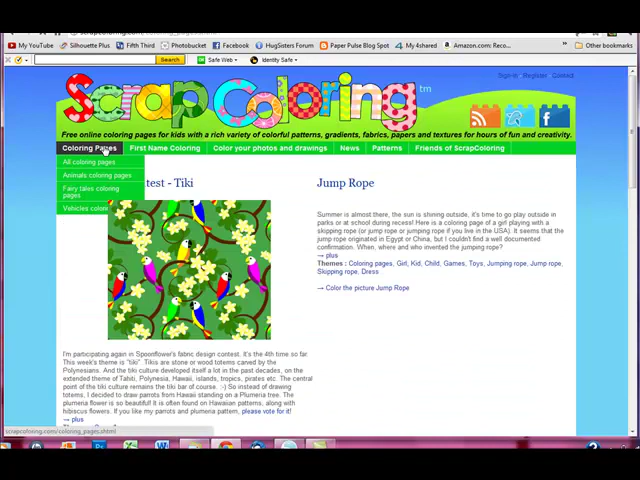 My YouTube Silhouette Plus Fifth Third Photobucket Facebook HugSisters Forum Paper Pulse Blog Spot My 4shared Amazon.com: Reco... » Other bookmarks
Search Safe Web Identity Safe
ScrapColoring™
Sign-in Register Contact
Free online coloring pages for kids with a rich variety of colorful patterns, gradients, fabrics, papers and textures for hours of fun and creativity.
Coloring Pages First Name Coloring Color your photos and drawings News Patterns Friends of ScrapColoring
All coloring pages
Animals coloring pages
Fairy tales coloring
pages
Vehicles
test - Tiki
Jump Rope
Summer is almost there, the sun is shining outside, it's time to go play outside in
parks or at school during recess! Here is a coloring page of a girl playing with a
skipping rope (or jump rope or jumping rope if you live in the USA). It seems that the
jump rope originated in Egypt or China, but I couldn't find a well documented
confirmation. When, where and who invented the jumping rope?
→ plus
Themes : Coloring pages, Girl, Kid, Child, Games, Toys, Jumping rope, Jump rope,
Skipping rope, Dress
→ Color the picture Jump Rope
I'm participating again in Spoonflower's fabric design contest. It's the 4th time so far.
This week's theme is "tiki". Tikis are stone or wood totems carved by the
Polynesians. And the tiki culture developed itself a lot in the past decades, on the
extended theme of Tahiti, Polynesia, Hawaii, islands, tropics, pirates etc. The central
point of the tiki culture remains the tiki bar of course. :-) So instead of drawing
totems, I decided to draw parrots from Hawaii standing on a Plumeria tree. The
plumeria flower is so beautiful! It is often found on Hawaiian patterns, along with
hibiscus flowers. If you like my parrots and plumeria pattern, please vote for it!
→ plus
scrapcoloring.com/coloring_pages.shtml